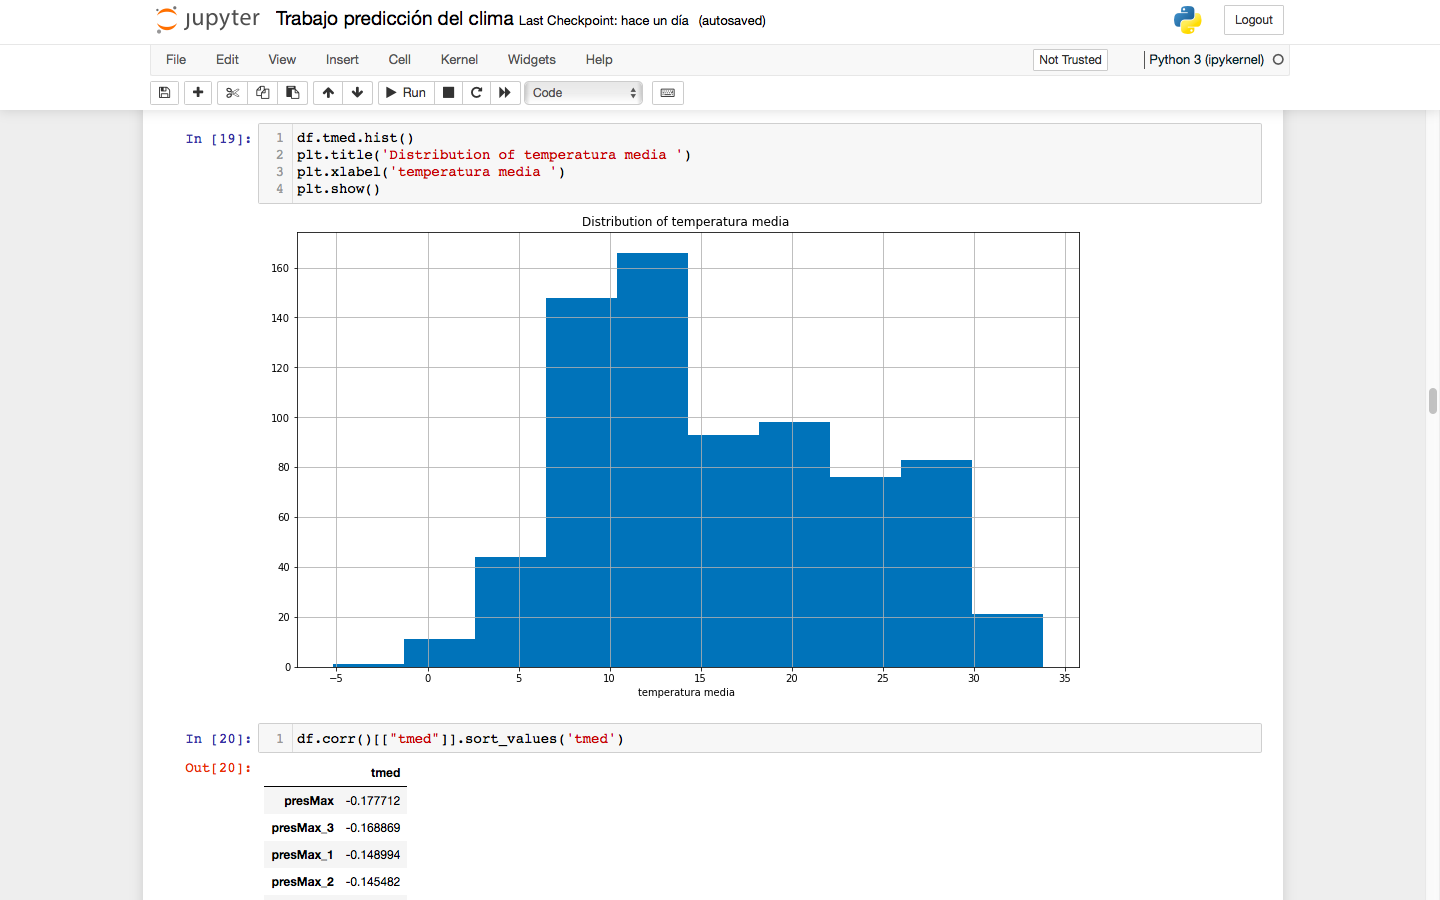 jupyter Trabajo predicción del clima Last Checkpoint: hace un día (autosaved) Logout
File Edit View Insert Cell Kernel Widgets Help Not Trusted Python 3 (ipykernel)
Run Code
In [19]:
1 df.tmed.hist()
2 plt.title('Distribution of temperatura media ')
3 plt.xlabel('temperatura media ')
4 plt.show()
Distribution of temperatura media
160
140
120
100
80
60
40
20
0
−5 0 5 10 15 20 25 30 35
temperatura media
In [20]:
1 df.corr()[["tmed"]].sort_values('tmed')
Out[20]:
tmed
presMax -0.177712
presMax_3 -0.168869
presMax_1 -0.148994
presMax_2 -0.145482